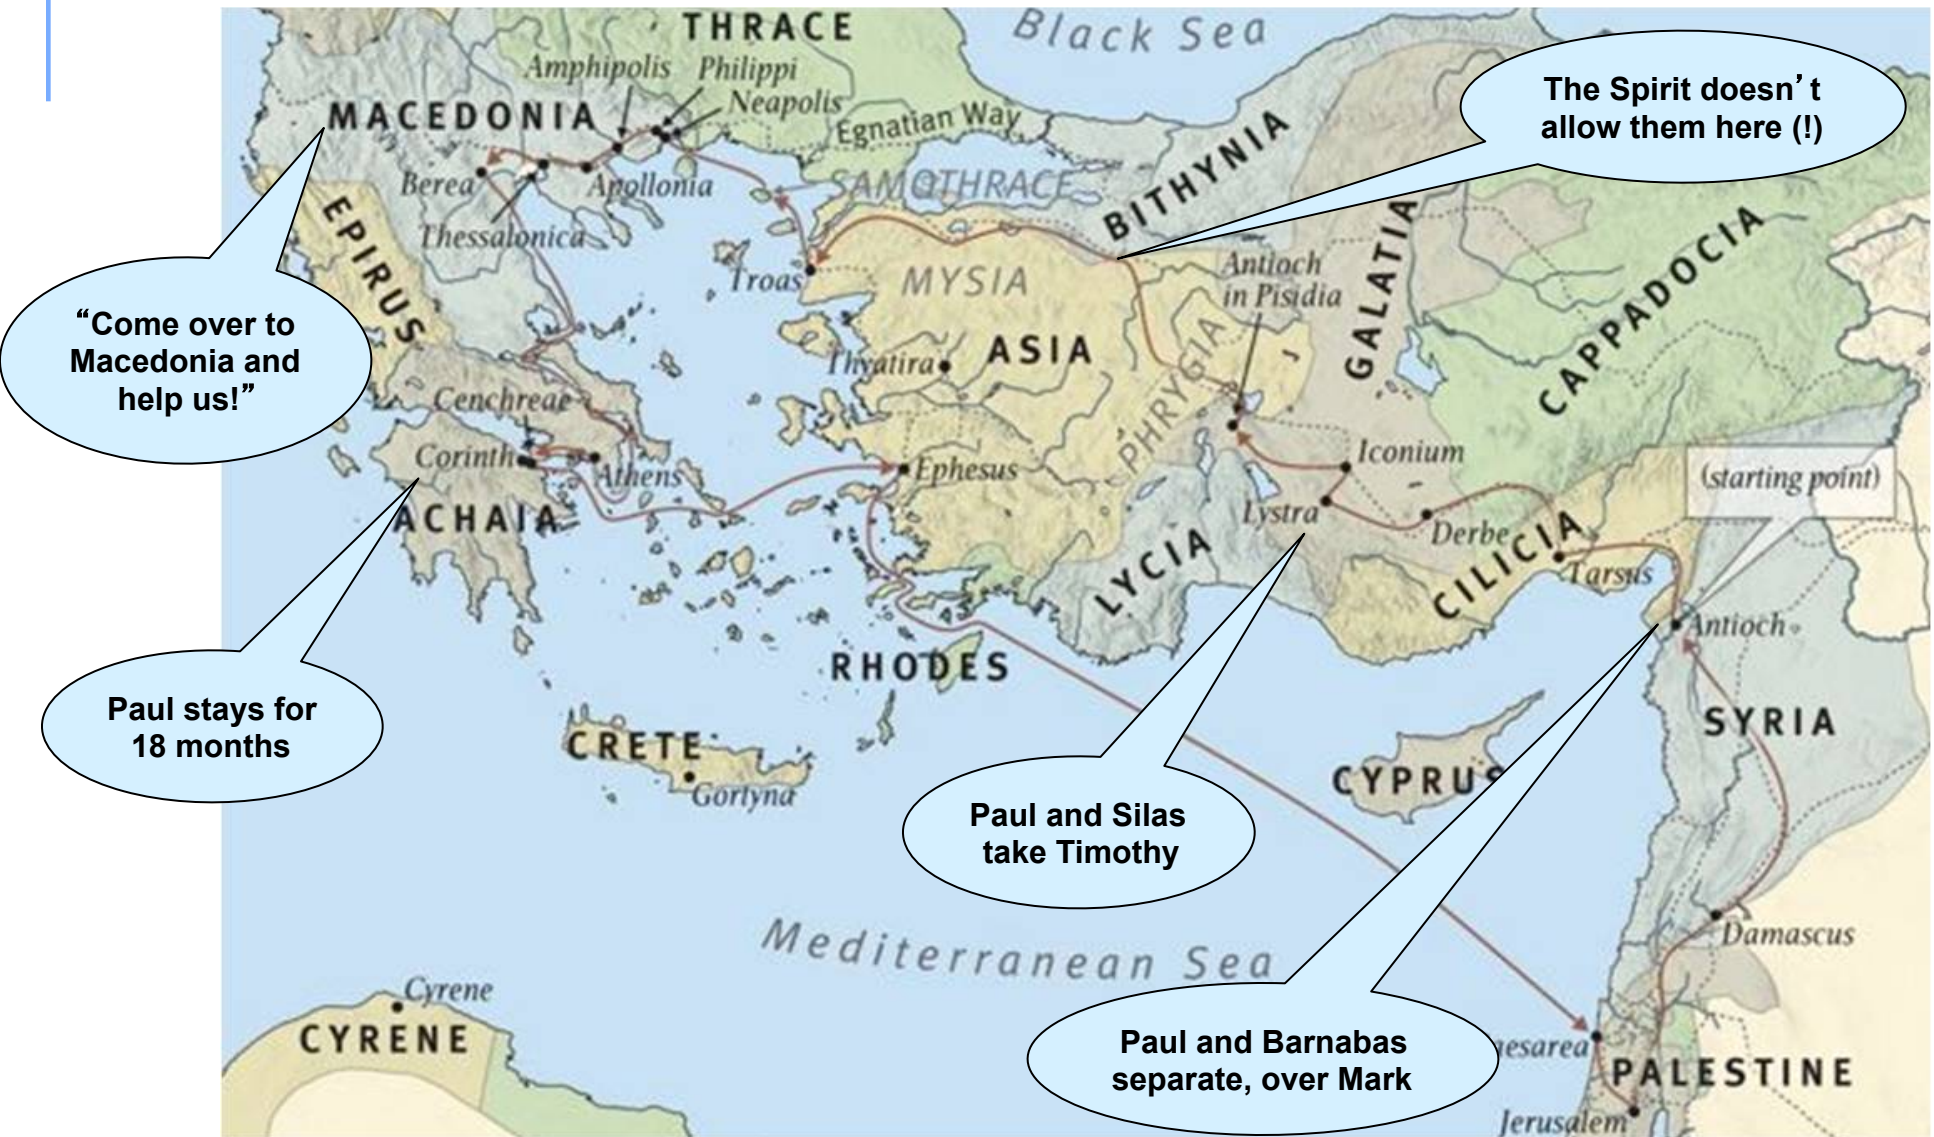 THRACE
Black Sea
Amphipolis
Philippi
Neapolis
MACEDONIA
Egnatian Way
The Spirit doesn’t
allow them here (!)
Berea
Apollonia
SAMOTHRACE
BITHYNIA
EPIRUS
Thessalonica
Troas
MYSIA
Antioch
in Pisidia
GALATIA
CAPPADOCIA
“Come over to
Macedonia and
help us!”
Thyatira
ASIA
PHRYGIA
Cenchreae
Corinth
Athens
Ephesus
Iconium
(starting point)
ACHAIA
Lystra
Derbe
LYCIA
CILICIA
Tarsus
Antioch
RHODES
Paul stays for
18 months
SYRIA
CRETE
Gortyna
CYPRUS
Paul and Silas
take Timothy
Mediterranean Sea
Damascus
Cyrene
CYRENE
Paul and Barnabas
separate, over Mark
aesarea
PALESTINE
Jerusalem